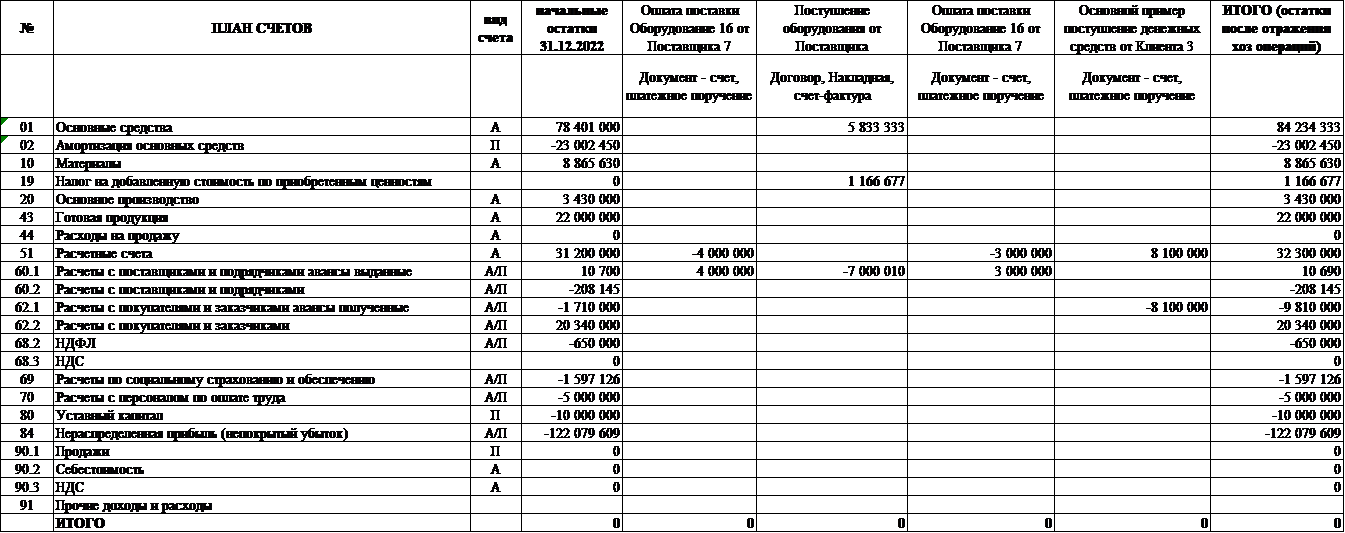 № ПЛАН СЧЕТОВ вид счета начальные остатки 31.12.2022 Оплата поставки Оборудование 16 от Поставщика 7 Поступление оборудования от Поставщика Оплата поставки Оборудование 16 от Поставщика 7 Основной пример поступление денежных средств от Клиента 3 ИТОГО (остатки после отражения хоз операций)
Документ - счет, платежное поручение Договор, Накладная, счет-фактура Документ - счет, платежное поручение Документ - счет, платежное поручение
01 Основные средства А 78 401 000 5 833 333 84 234 333
02 Амортизация основных средств П -23 002 450 -23 002 450
10 Материалы А 8 865 630 8 865 630
19 Налог на добавленную стоимость по приобретенным ценностям 0 1 166 677 1 166 677
20 Основное производство А 3 430 000 3 430 000
43 Готовая продукция А 22 000 000 22 000 000
44 Расходы на продажу А 0 0
51 Расчетные счета А 31 200 000 -4 000 000 -3 000 000 8 100 000 32 300 000
60.1 Расчеты с поставщиками и подрядчиками авансы выданные А/П 10 700 4 000 000 -7 000 010 3 000 000 10 690
60.2 Расчеты с поставщиками и подрядчиками А/П -208 145 -208 145
62.1 Расчеты с покупателями и заказчиками авансы полученные А/П -1 710 000 -8 100 000 -9 810 000
62.2 Расчеты с покупателями и заказчиками А/П 20 340 000 20 340 000
68.2 НДФЛ А/П -650 000 -650 000
68.3 НДС 0 0
69 Расчеты по социальному страхованию и обеспечению А/П -1 597 126 -1 597 126
70 Расчеты с персоналом по оплате труда А/П -5 000 000 -5 000 000
80 Уставный капитал П -10 000 000 -10 000 000
84 Нераспределенная прибыль (непокрытый убыток) А/П -122 079 609 -122 079 609
90.1 Продажи П 0 0
90.2 Себестоимость А 0 0
90.3 НДС А 0 0
91 Прочие доходы и расходы
ИТОГО 0 0 0 0 0 0